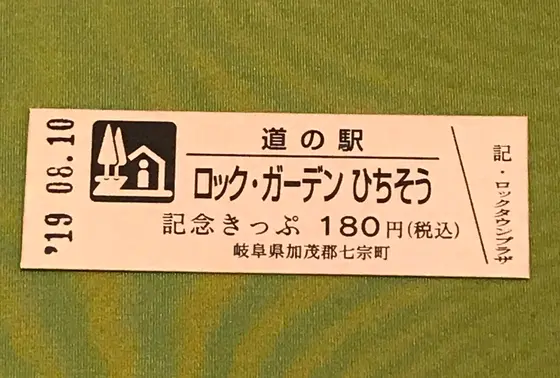 '19 08.10
道の駅
ロック・ガーデン ひちそう
記念きっぷ 180円(税込)
岐阜県加茂郡七宗町
記・ロックタウンプラザ